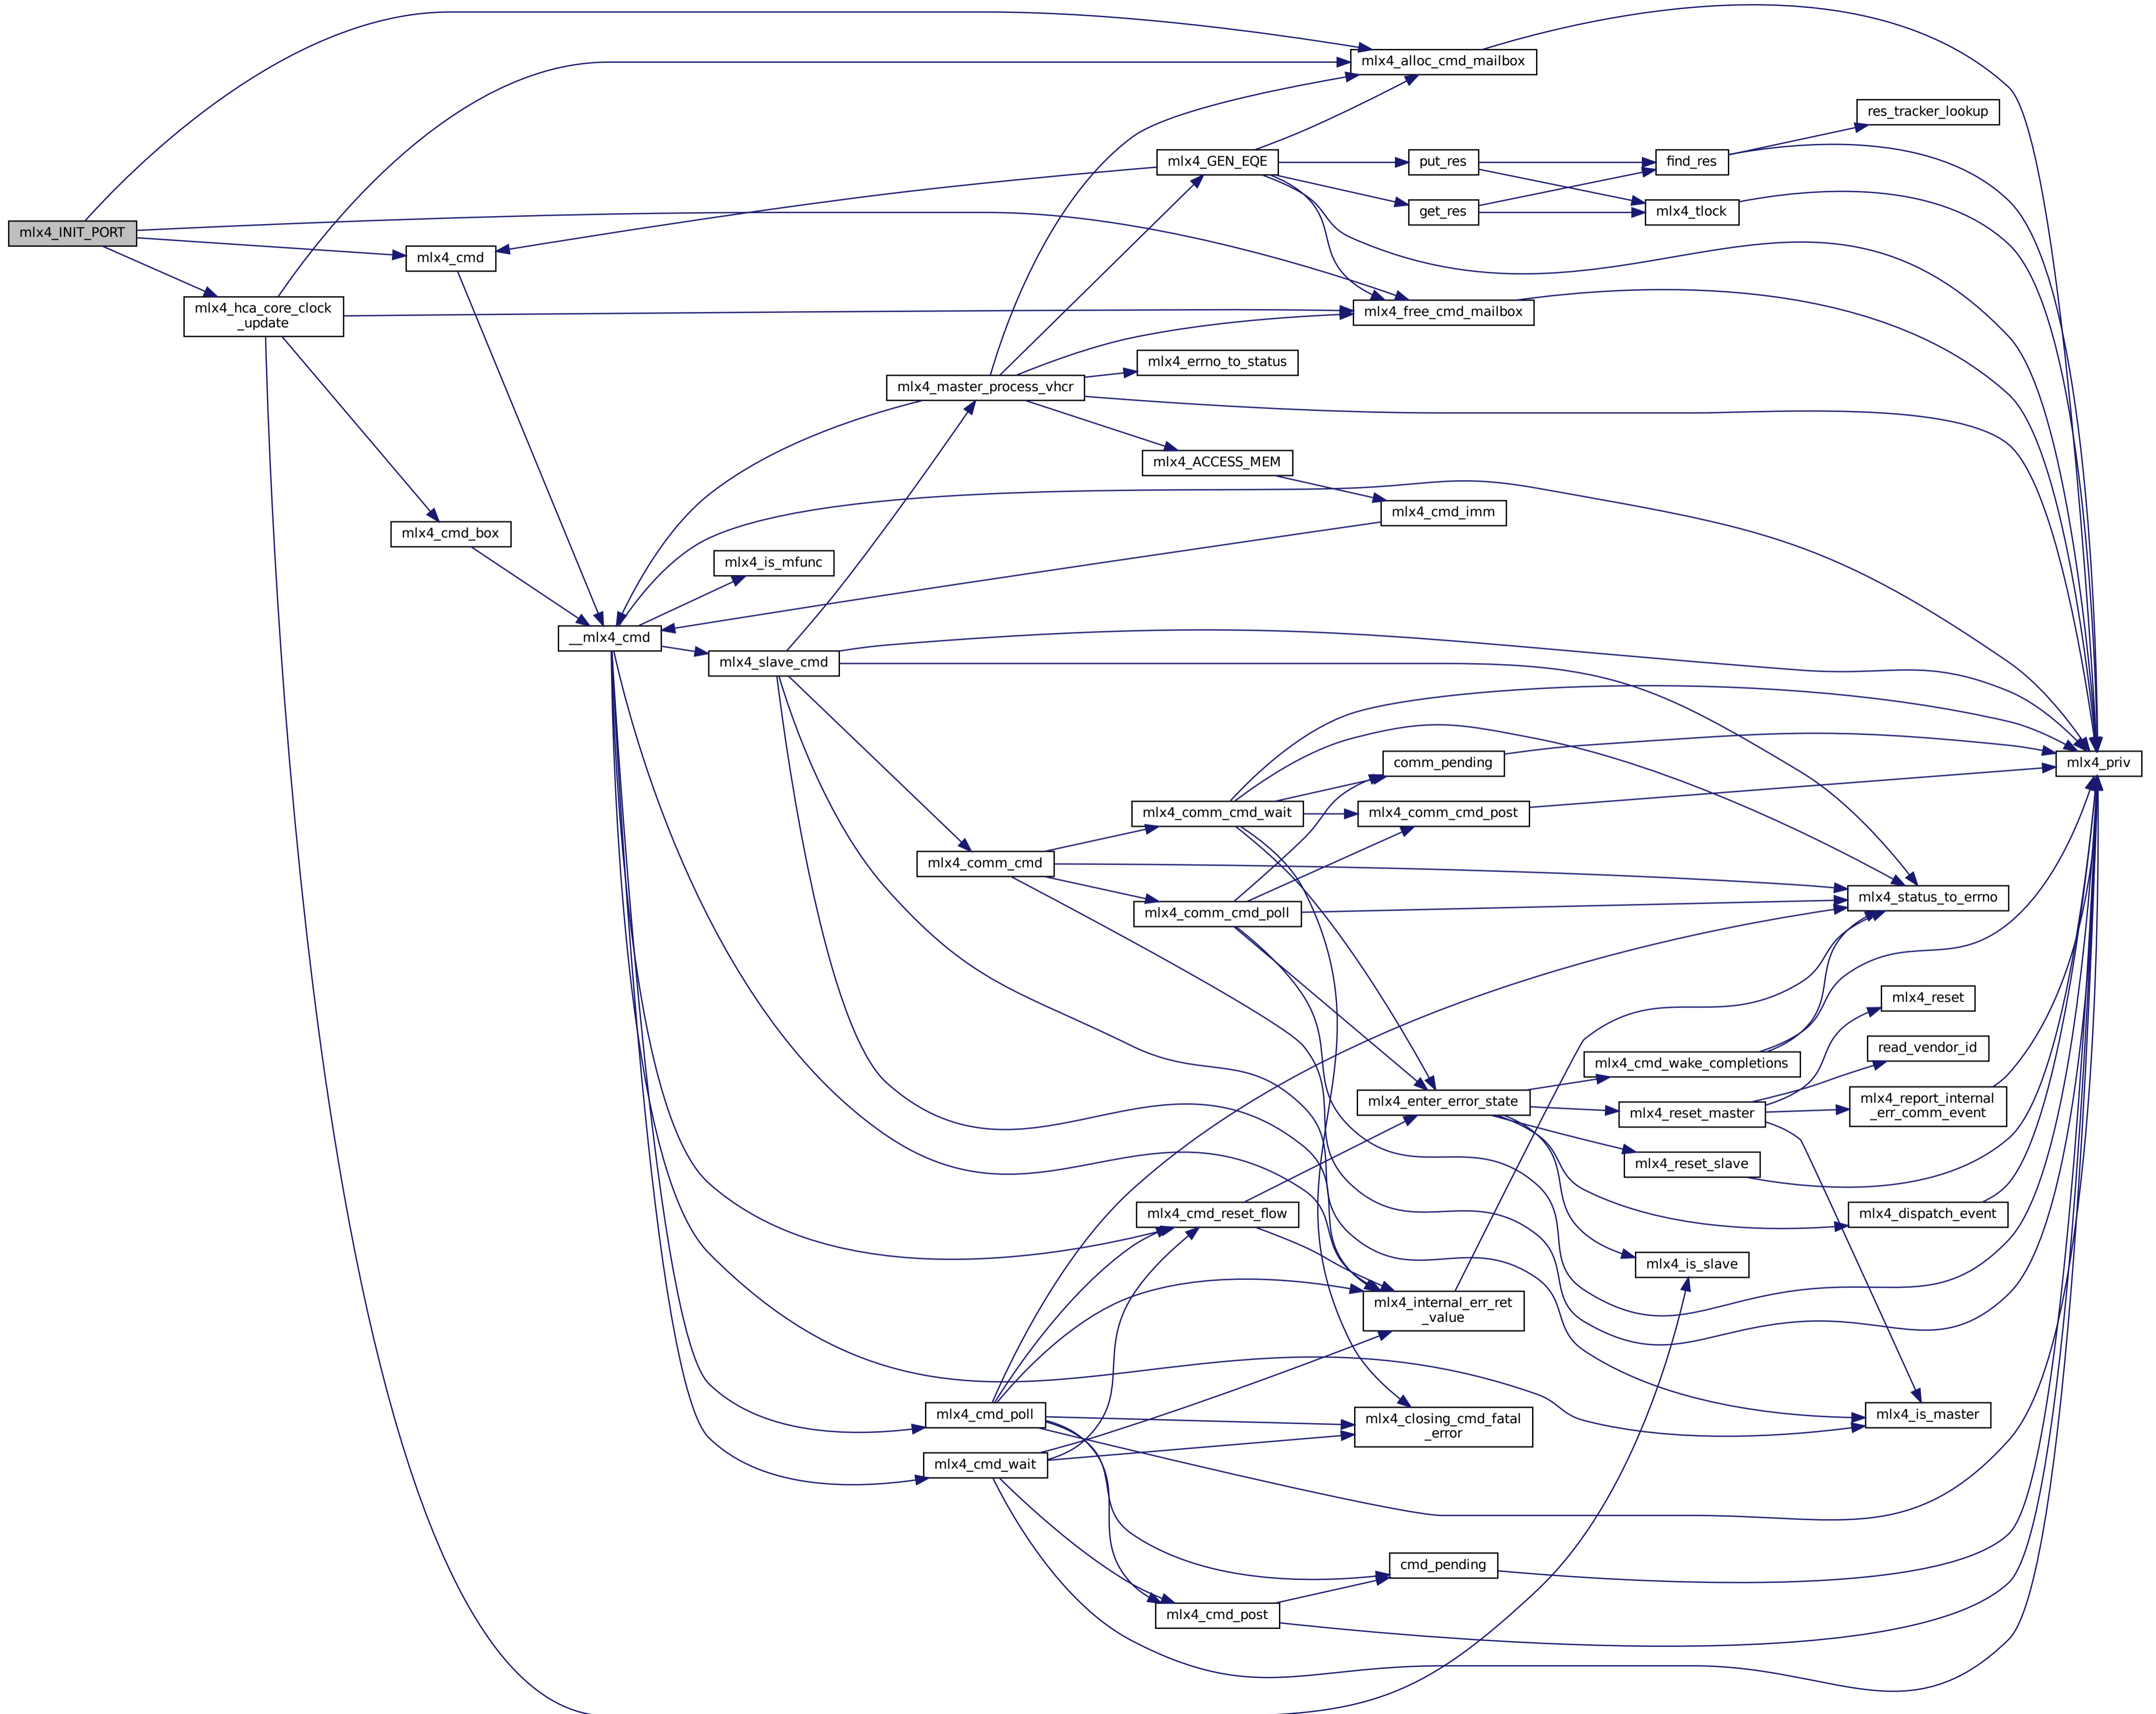 mlx4_alloc_cmd_mailbox
res_tracker_lookup
mlx4_GEN_EQE
put_res
find_res
get_res
mlx4_tlock
mlx4_INIT_PORT
mlx4_cmd
mlx4_hca_core_clock
_update
mlx4_free_cmd_mailbox
mlx4_errno_to_status
mlx4_master_process_vhcr
mlx4_ACCESS_MEM
mlx4_cmd_imm
mlx4_cmd_box
mlx4_is_mfunc
__mlx4_cmd
mlx4_slave_cmd
comm_pending
mlx4_priv
mlx4_comm_cmd_wait
mlx4_comm_cmd_post
mlx4_comm_cmd
mlx4_status_to_errno
mlx4_comm_cmd_poll
mlx4_reset
read_vendor_id
mlx4_cmd_wake_completions
mlx4_enter_error_state
mlx4_report_internal
_err_comm_event
mlx4_reset_master
mlx4_reset_slave
mlx4_cmd_reset_flow
mlx4_dispatch_event
mlx4_is_slave
mlx4_internal_err_ret
_value
mlx4_cmd_poll
mlx4_closing_cmd_fatal
_error
mlx4_is_master
mlx4_cmd_wait
cmd_pending
mlx4_cmd_post